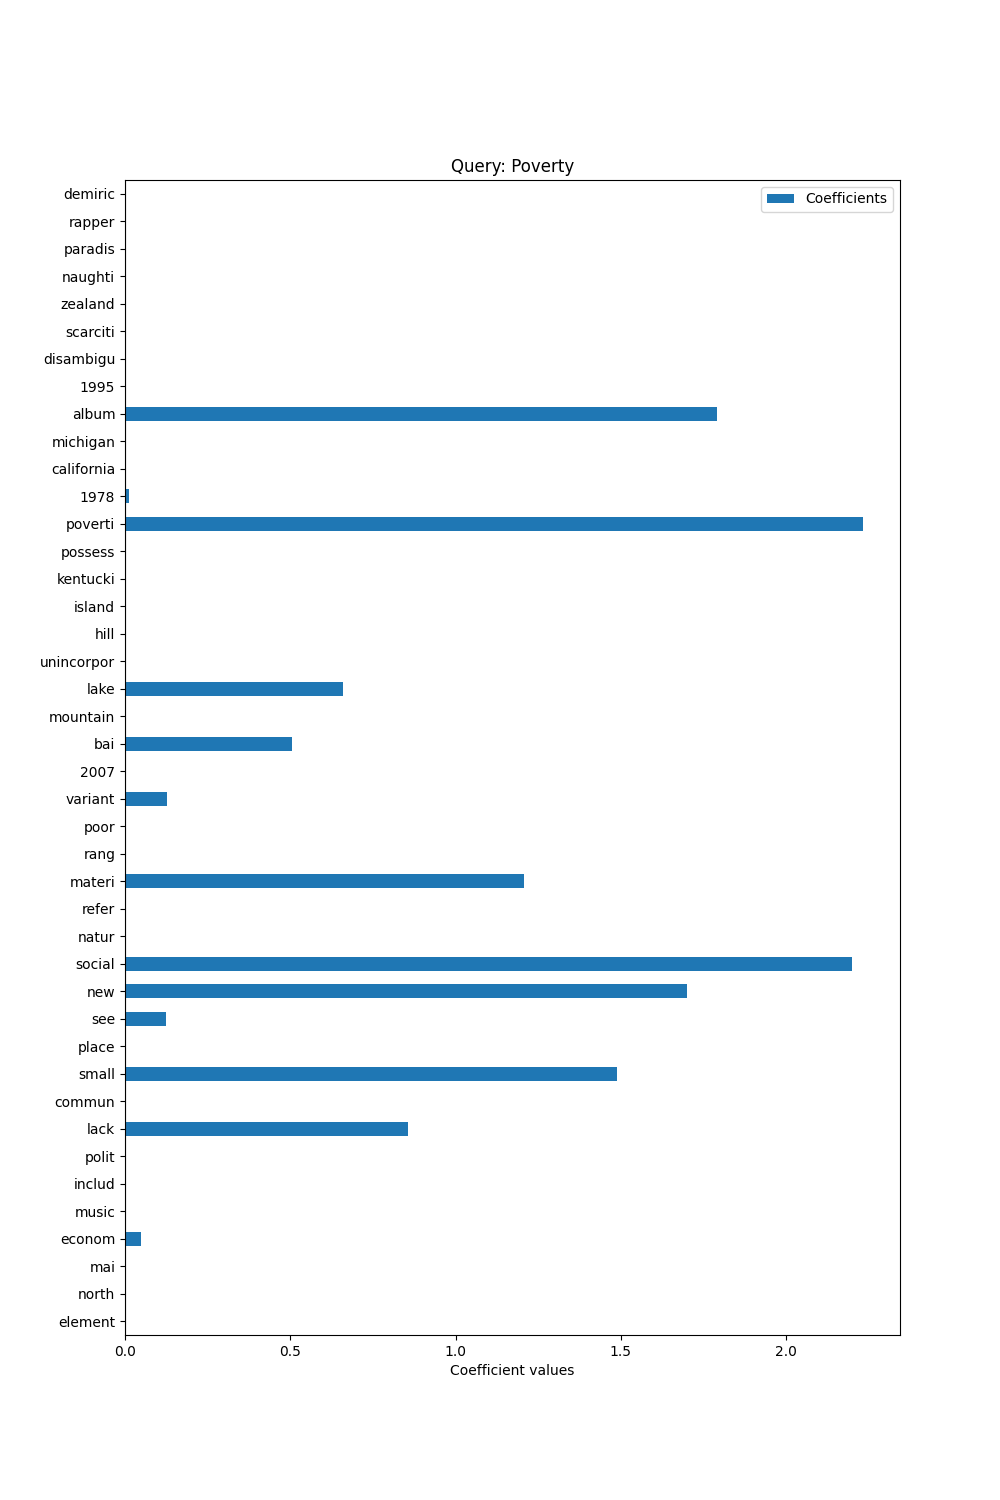 Query: Poverty
Coefficients
demiric
rapper
paradis
naughti
zealand
scarciti
disambigu
1995
album
michigan
california
1978
poverti
possess
kentucki
island
hill
unincorpor
lake
mountain
bai
2007
variant
poor
rang
materi
refer
natur
social
new
see
place
small
commun
lack
polit
includ
music
econom
mai
north
element
0.0 0.5 1.0 1.5 2.0
Coefficient values